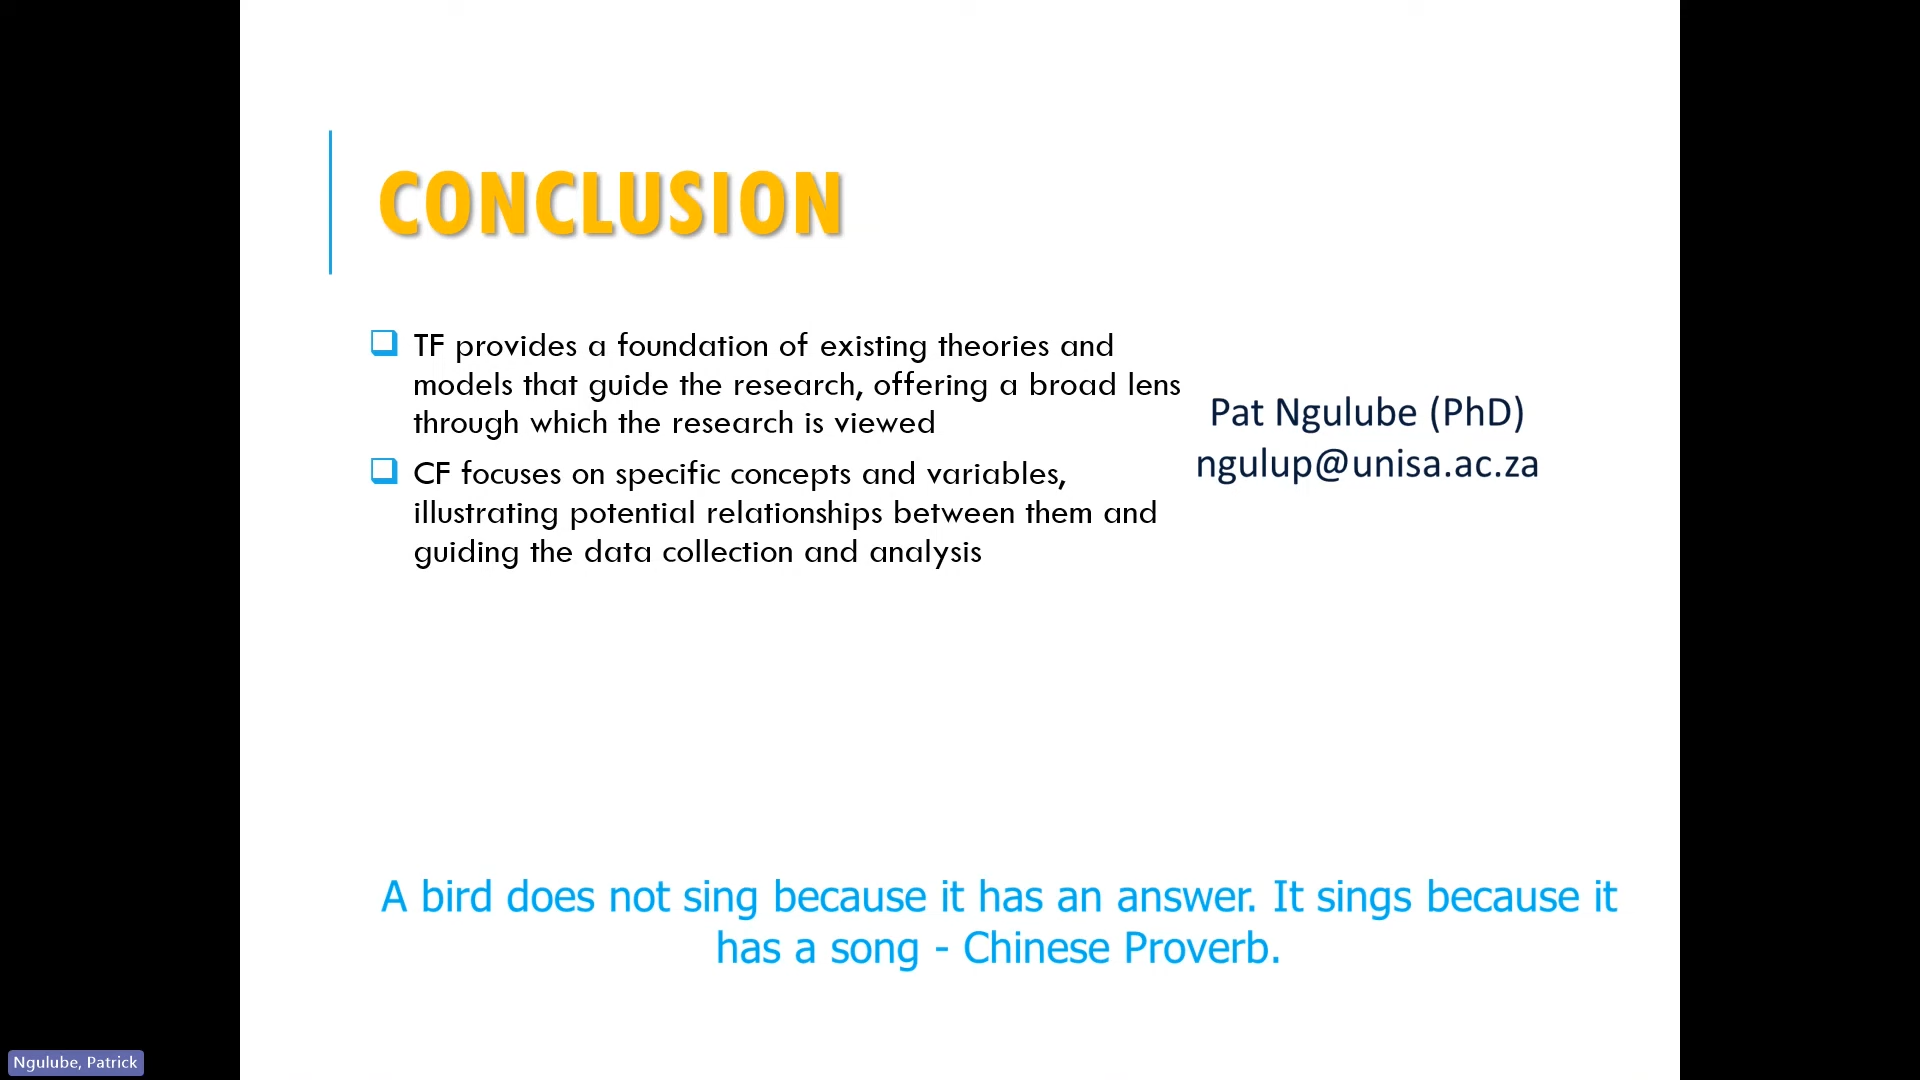 CONCLUSION
TF provides a foundation of existing theories and
models that guide the research, offering a broad lens
through which the research is viewed
CF focuses on specific concepts and variables,
illustrating potential relationships between them and
guiding the data collection and analysis
Pat Ngulube (PhD)
ngulup@unisa.ac.za
A bird does not sing because it has an answer. It sings because it
has a song - Chinese Proverb.
Ngulube, Patrick